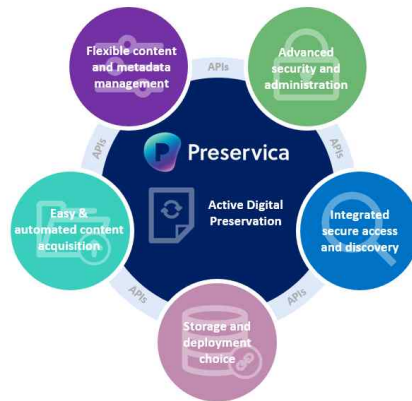 Flexible content
and metadata
management
APIs
Advanced
security and
administration
APIs
APIs
Preservica
Active Digital
Preservation
Easy &
automated content
acquisition
Integrated
secure access
and discovery
APIs
APIs
Storage and
deployment
choice